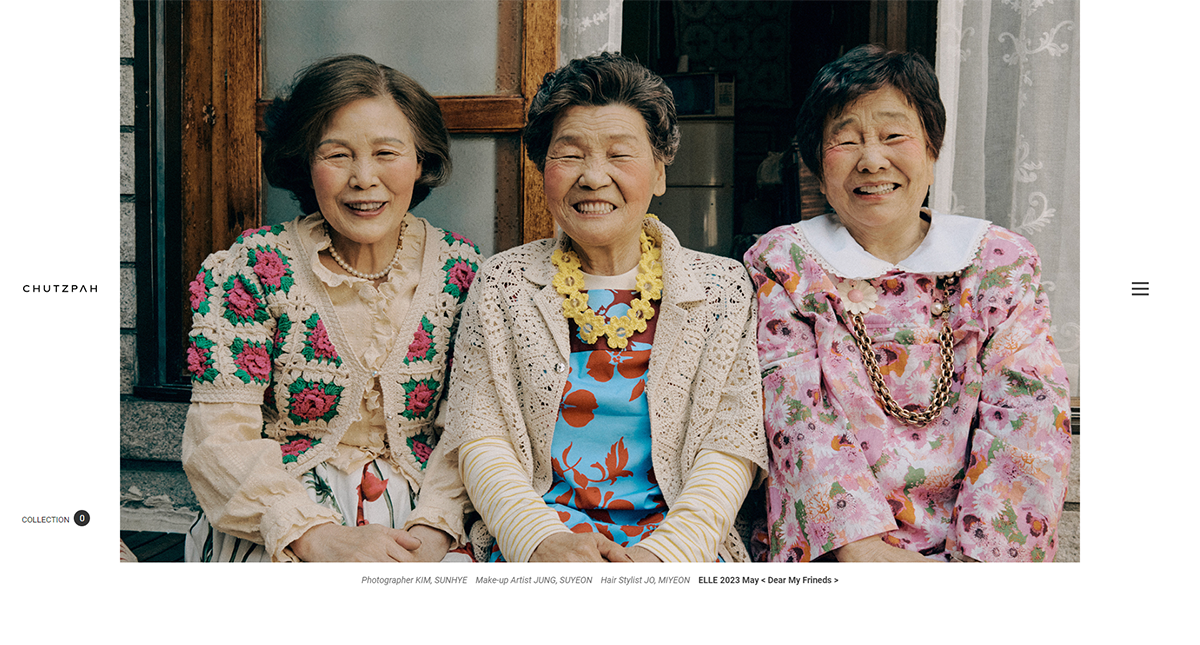 CHUTZPAH
COLLECTION 0
Photographer KIM, SUNHYE Make-up Artist JUNG, SUYEON Hair Stylist JO, MIYEON ELLE 2023 May < Dear My Frineds >